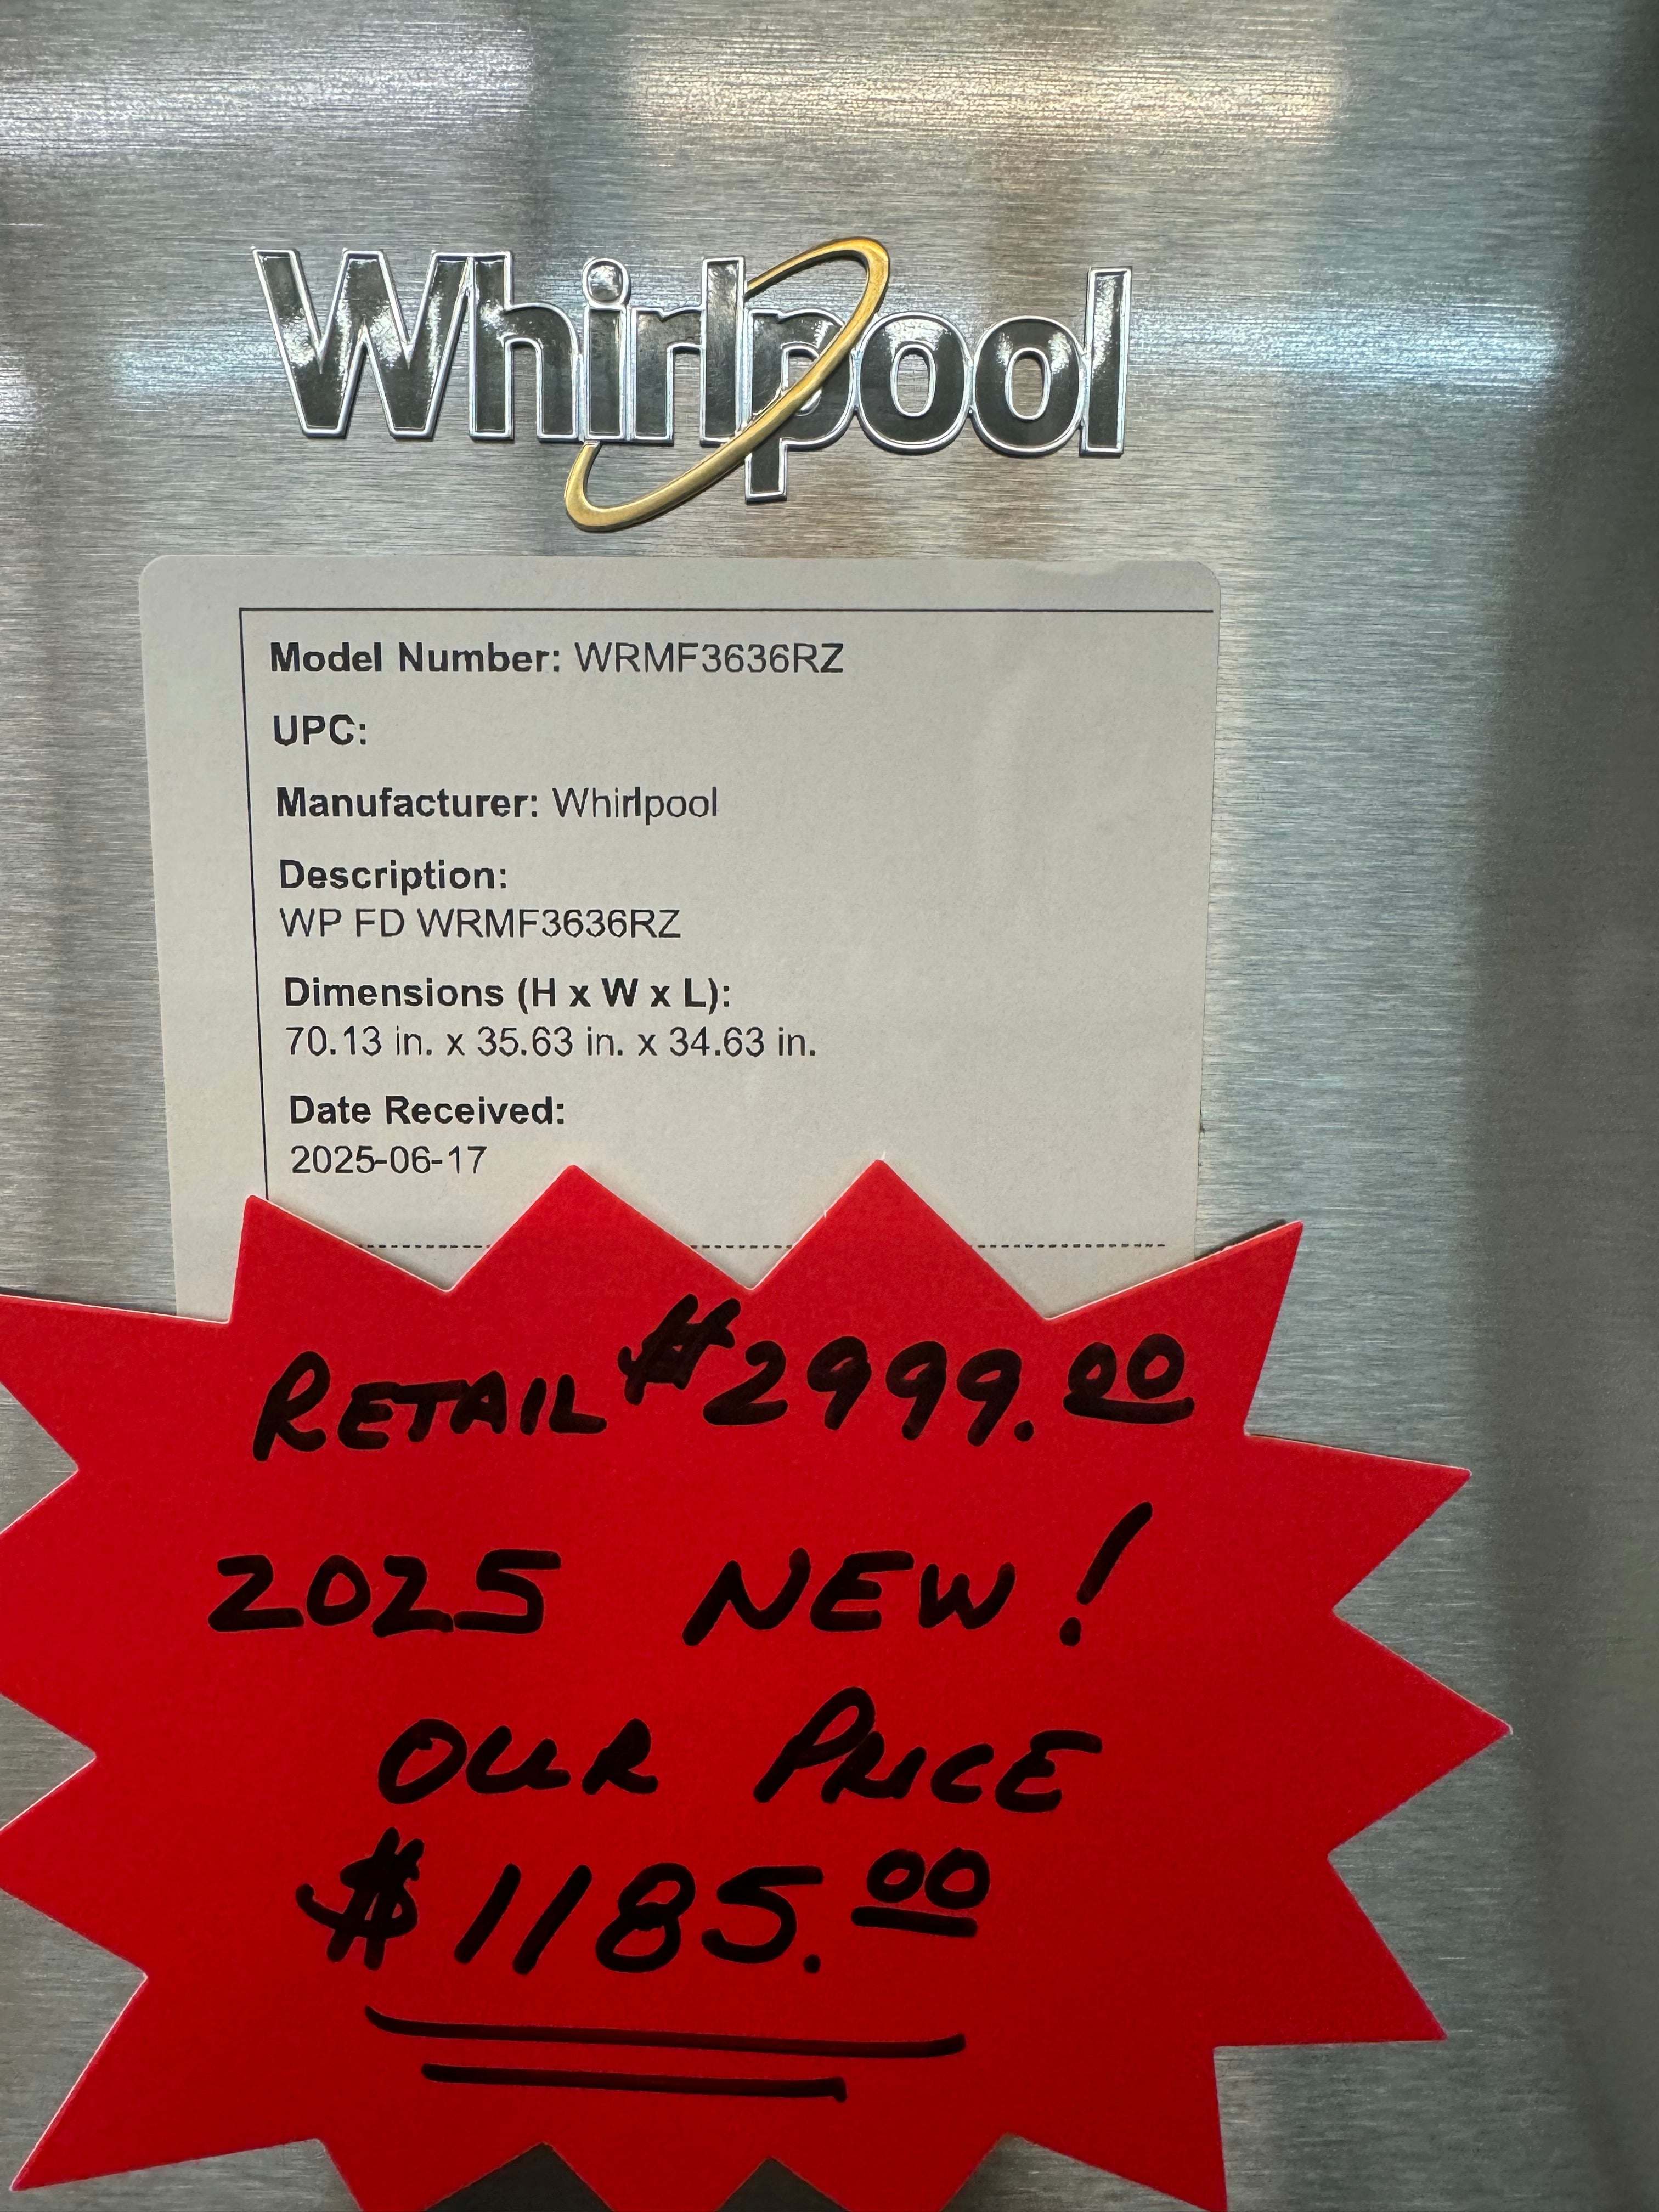 Whirlpool
Model Number: WRMF3636RZ
UPC:
Manufacturer: Whirlpool
Description:
WP FD WRMF3636RZ
Dimensions (H x W x L):
70.13 in. x 35.63 in. x 34.63 in.
Date Received:
2025-06-17
RETAIL $2999.00
2025 NEW!
OUR PRICE
$1185.00